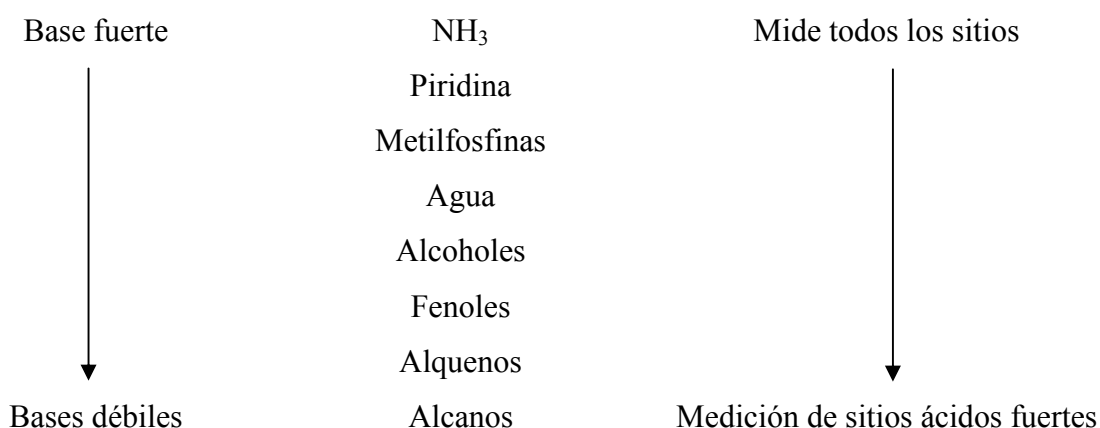 Base fuerte NH₃ Mide todos los sitios
Piridina
Metilfosfinas
Agua
Alcoholes
Fenoles
Alquenos
Bases débiles Alcanos Medición de sitios ácidos fuertes